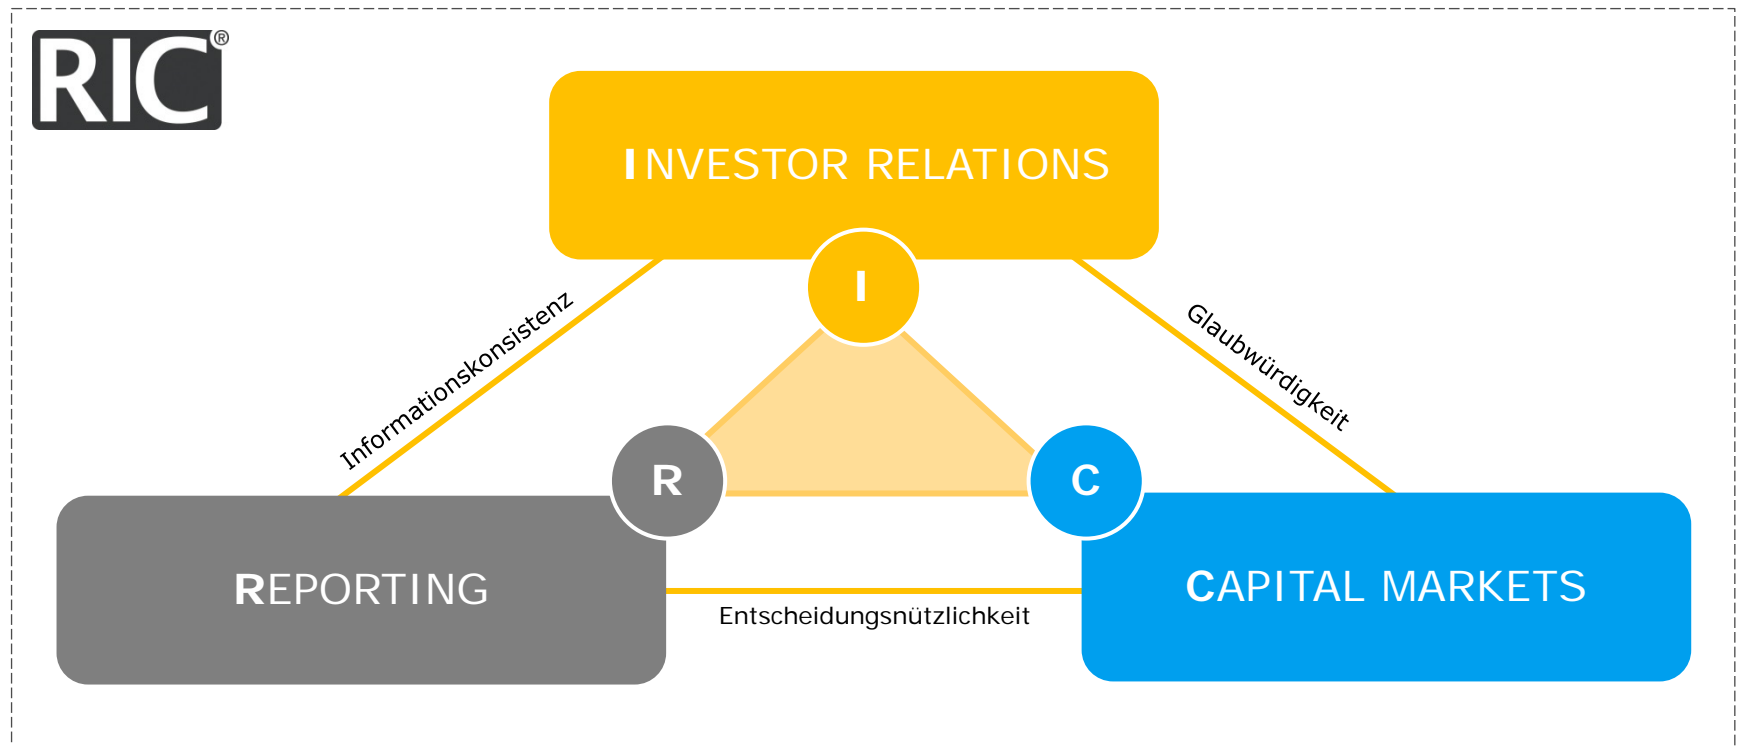 RIC®
INVESTOR RELATIONS
I
Informationskonsistenz
Glaubwürdigkeit
R
C
REPORTING
CAPITAL MARKETS
Entscheidungsnützlichkeit